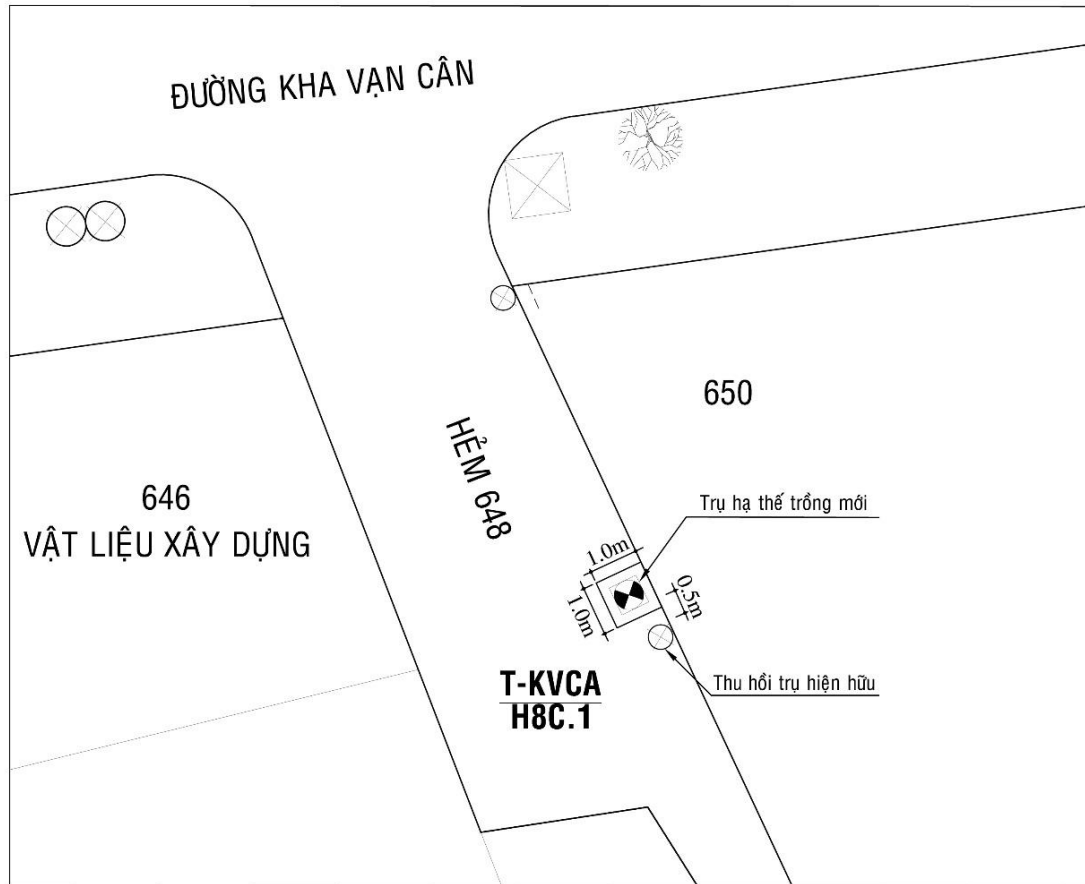 ĐƯỜNG KHA VẠN CÂN
650
HẺM 648
646
VẬT LIỆU XÂY DỰNG
Trụ hạ thế trồng mới
1.0m
1.0m
0.5m
Thu hồi trụ hiện hữu
T-KVCA
H8C.1